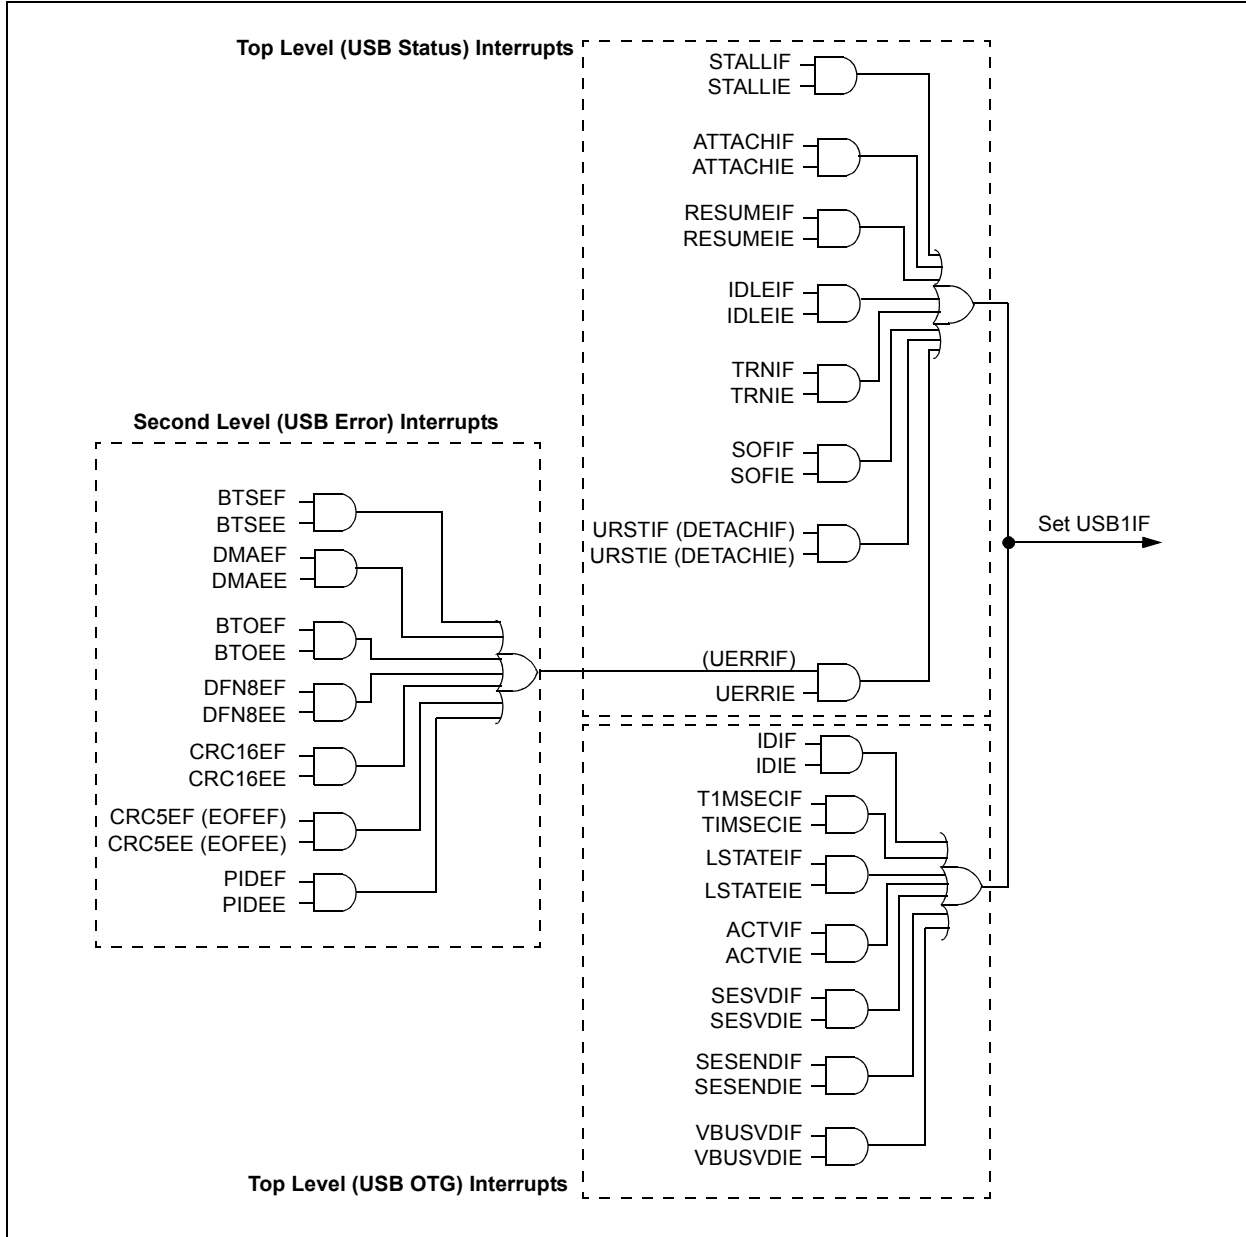 Top Level (USB Status) Interrupts
STALLIF
STALLIE
ATTACHIF
ATTACHIE
RESUMEIF
RESUMEIE
IDLEIF
IDLEIE
TRNIF
TRNIE
SOFIF
SOFIE
URSTIF (DETACHIF)
URSTIE (DETACHIE)
(UERRIF)
UERRIE
Second Level (USB Error) Interrupts
BTSEF
BTSEE
DMAEF
DMAEE
BTOEF
BTOEE
DFN8EF
DFN8EE
CRC16EF
CRC16EE
CRC5EF (EOFEF)
CRC5EE (EOFEE)
PIDEF
PIDEE
Set USB1IF
IDIF
IDIE
T1MSECIF
TIMSECIE
LSTATEIF
LSTATEIE
ACTVIF
ACTVIE
SESVDIF
SESVDIE
SESENDIF
SESENDIE
VBUSVDIF
VBUSVDIE
Top Level (USB OTG) Interrupts